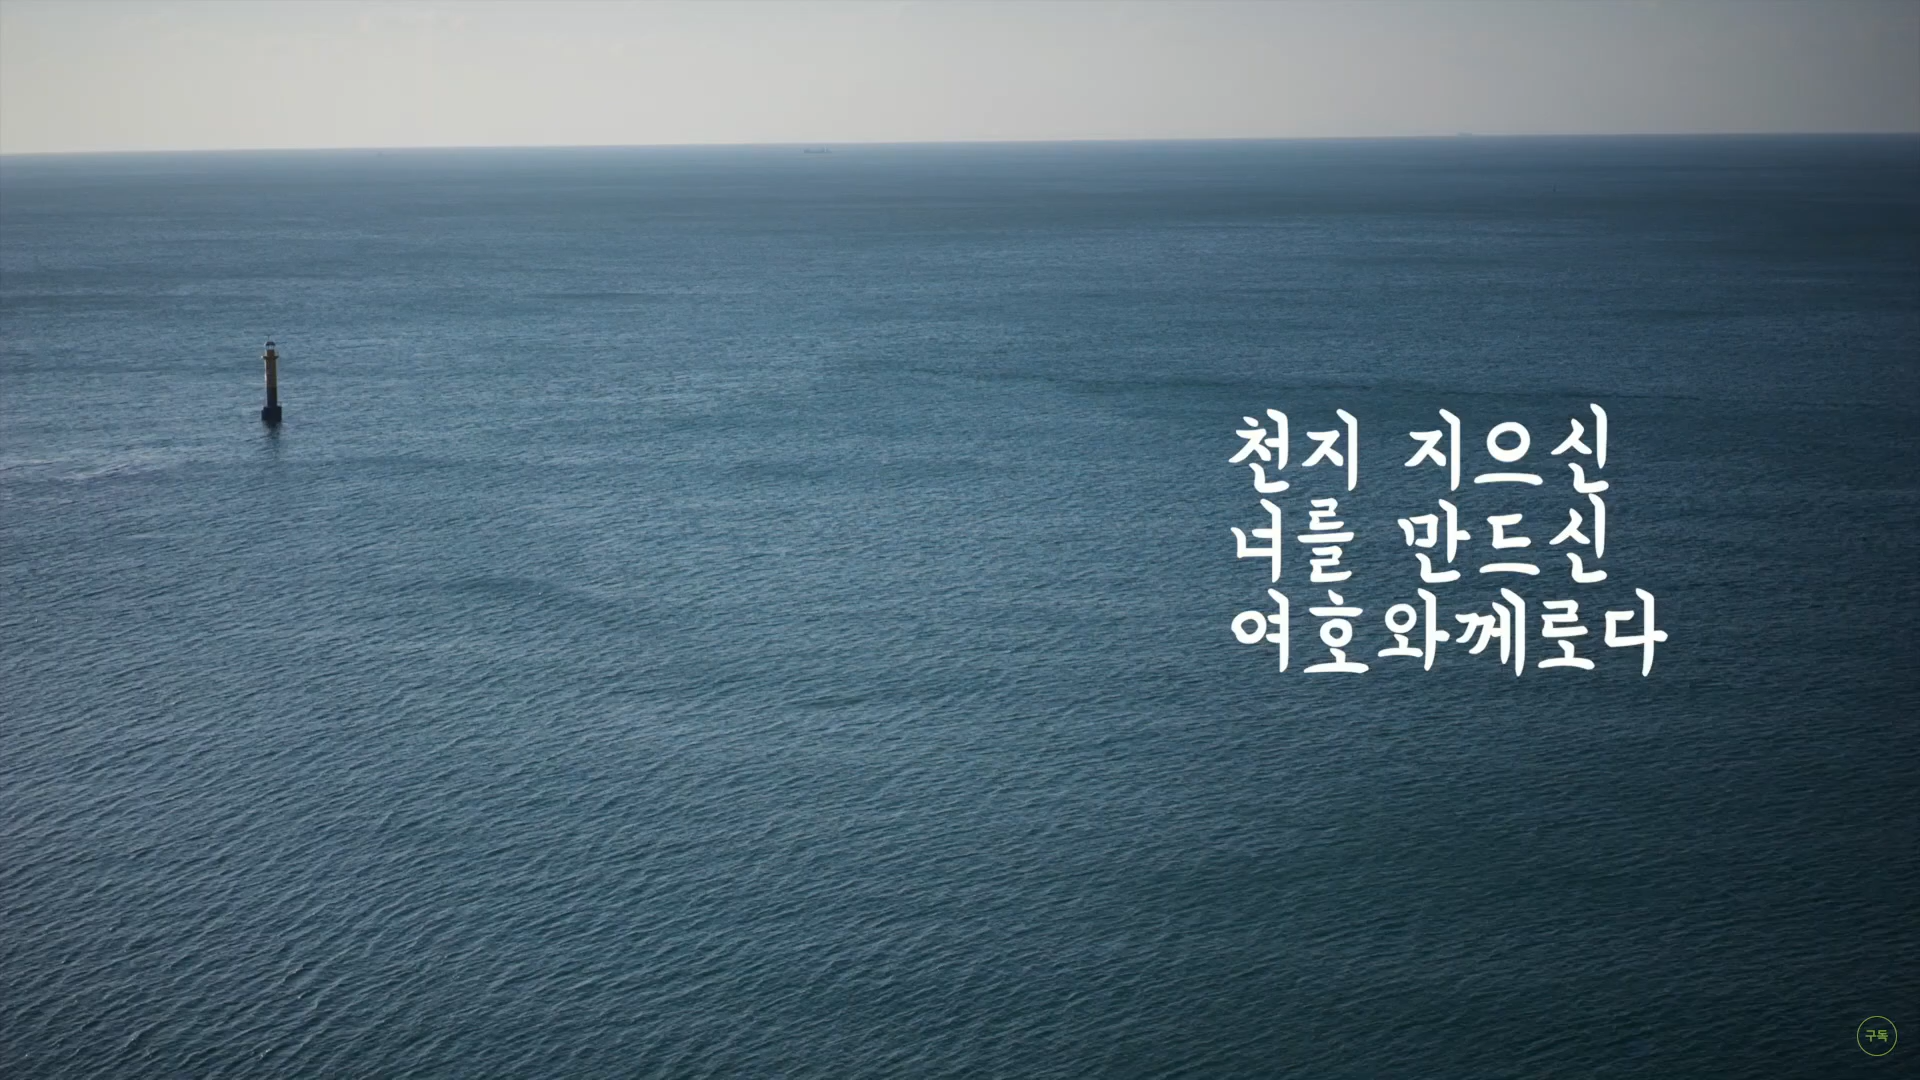 천지 지으신
너를 만드신
여호와께로다
구독